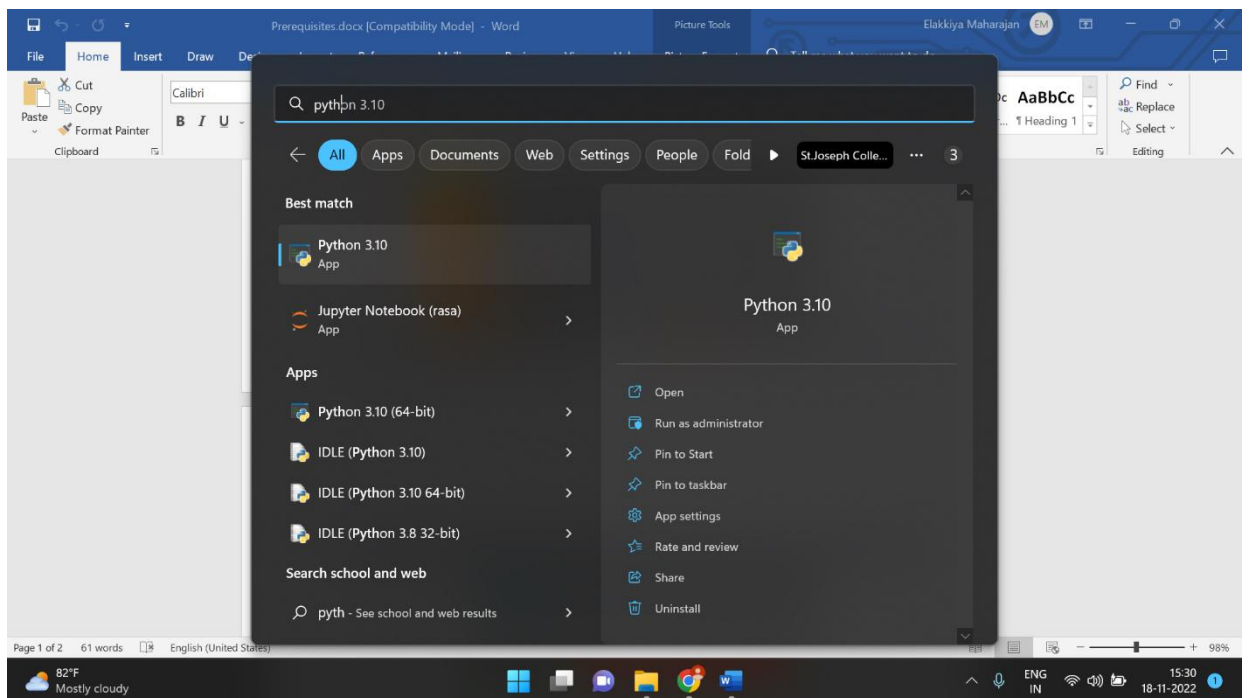 Prerequisites.docx [Compatibility Mode] - Word
Picture Tools
Elakkiya Maharajan EM
File Home Insert Draw
Cut
Copy
Paste
Format Painter
Clipboard
Calibri
B I U
AaBbCc
¶ Heading 1
Find
Replace
Select
Editing
python 3.10
All Apps Documents Web Settings People Fold St.Joseph Colle... ... 3
Best match
Python 3.10
App
Jupyter Notebook (rasa)
App
Apps
Python 3.10 (64-bit)
IDLE (Python 3.10)
IDLE (Python 3.10 64-bit)
IDLE (Python 3.8 32-bit)
Search school and web
pyth - See school and web results
Python 3.10
App
Open
Run as administrator
Pin to Start
Pin to taskbar
App settings
Rate and review
Share
Uninstall
Page 1 of 2 61 words English (United States) 98%
82°F
Mostly cloudy
ENG
IN
15:30
18-11-2022
1